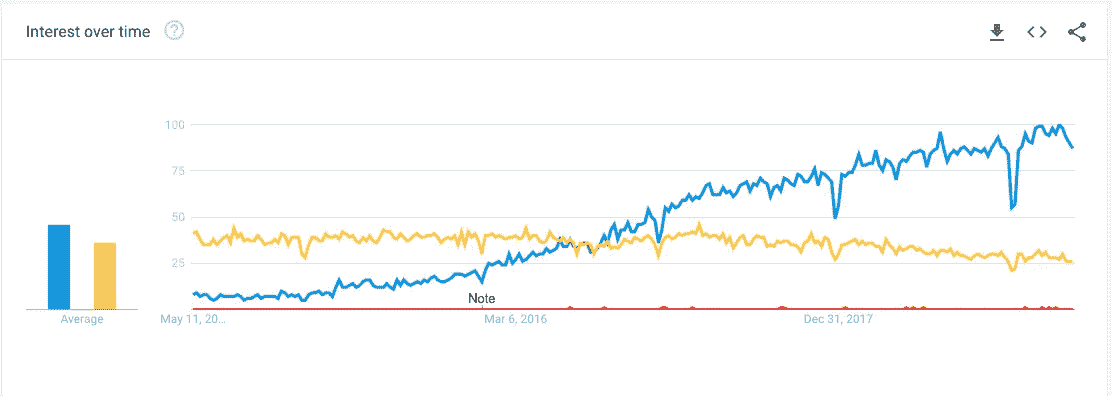 Interest over time ?
100
75
50
25
Note
Average
May 11, 20...
Mar 6, 2016
Dec 31, 2017